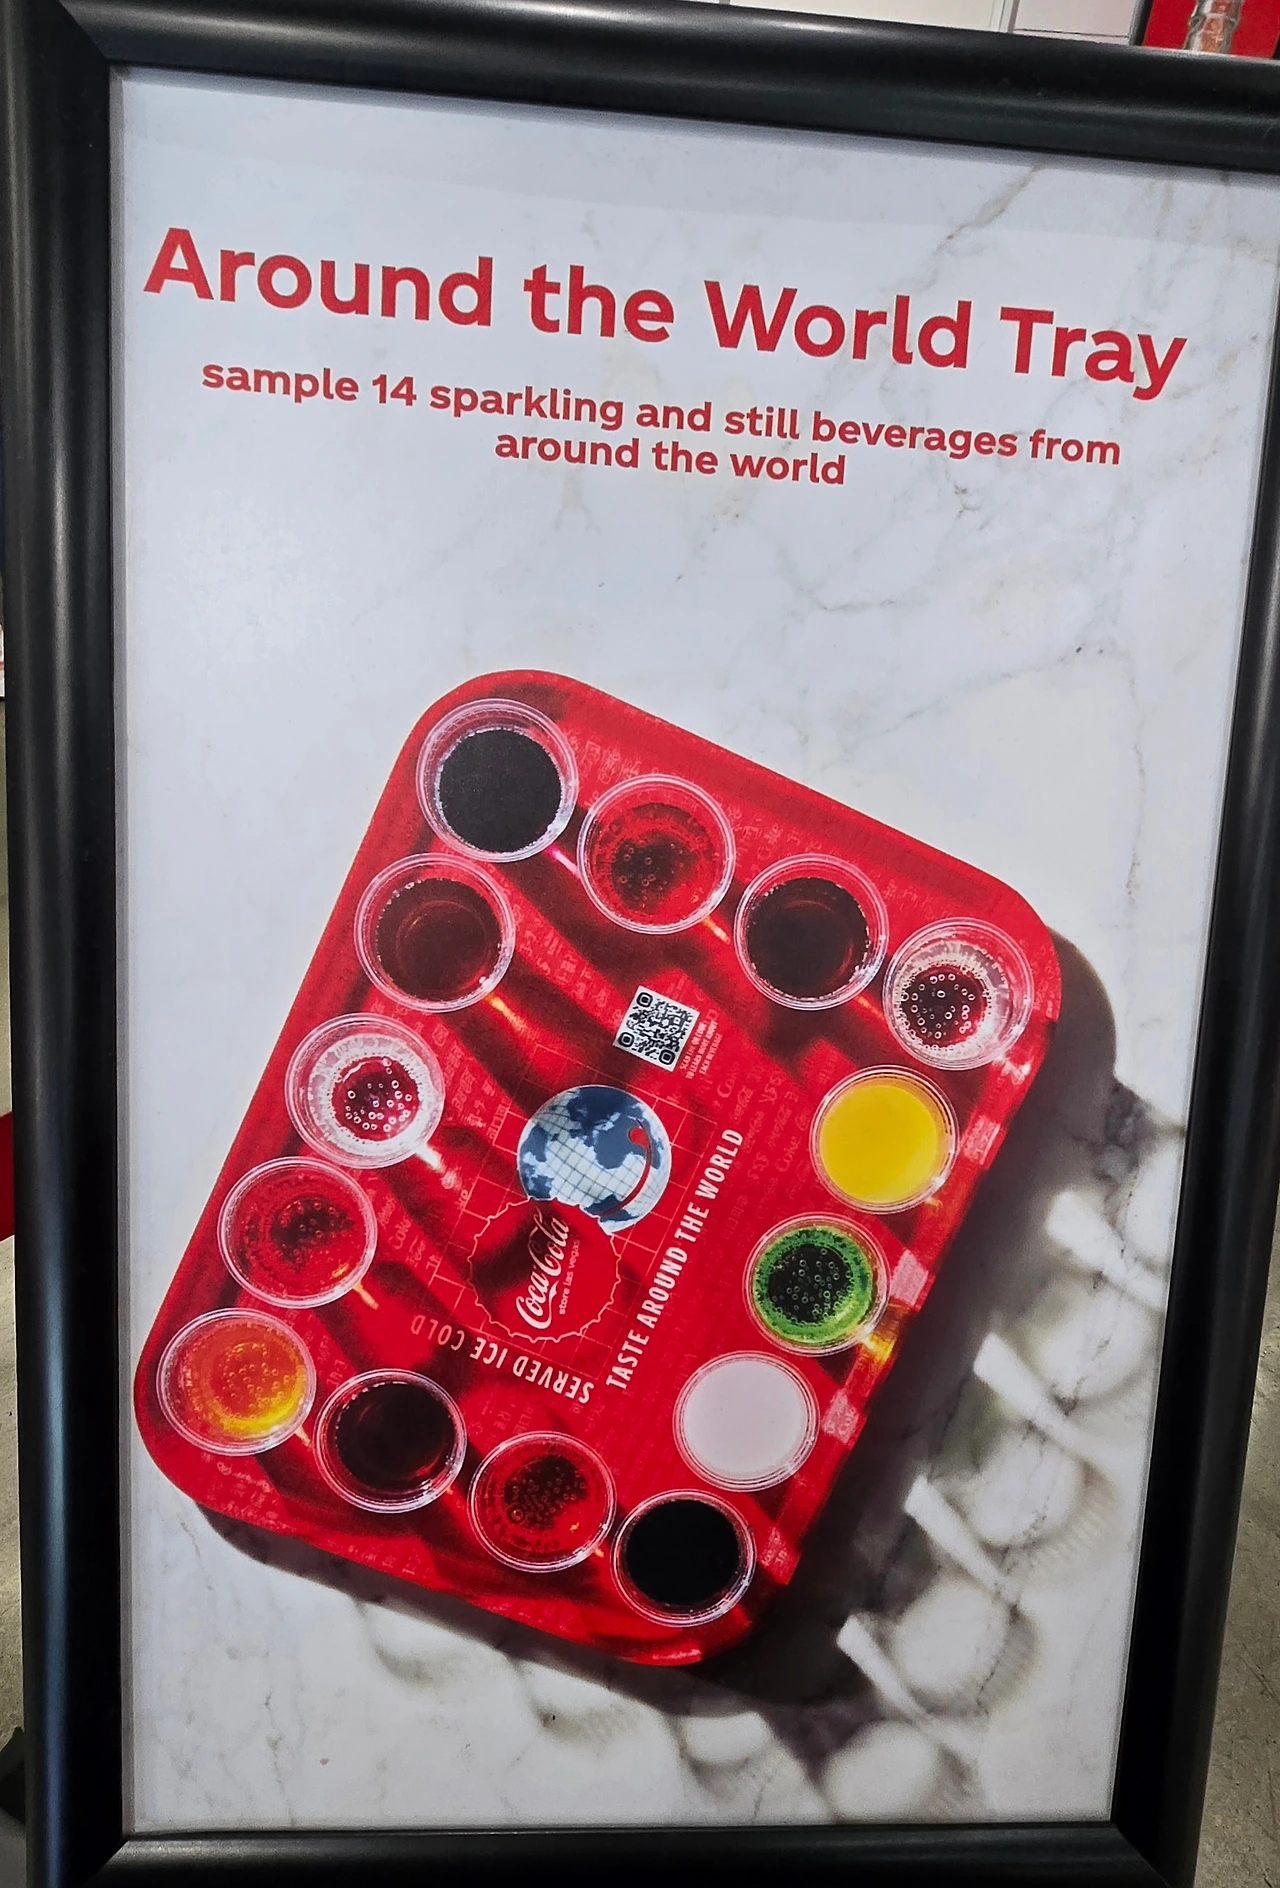 Around the World Tray
sample 14 sparkling and still beverages from
around the world
Coca-Cola
store las vegas
SERVED ICE COLD
TASTE AROUND THE WORLD